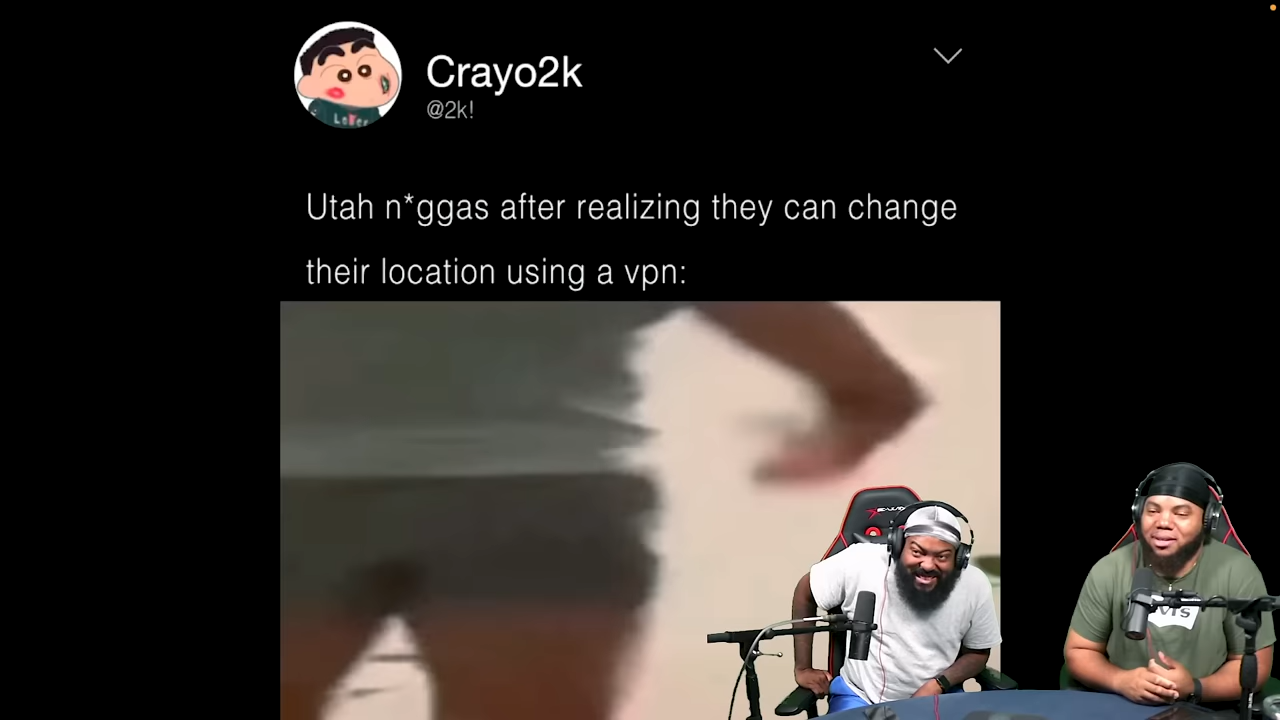 Crayo2k
@2k!
Utah n*ggas after realizing they can change
their location using a vpn: